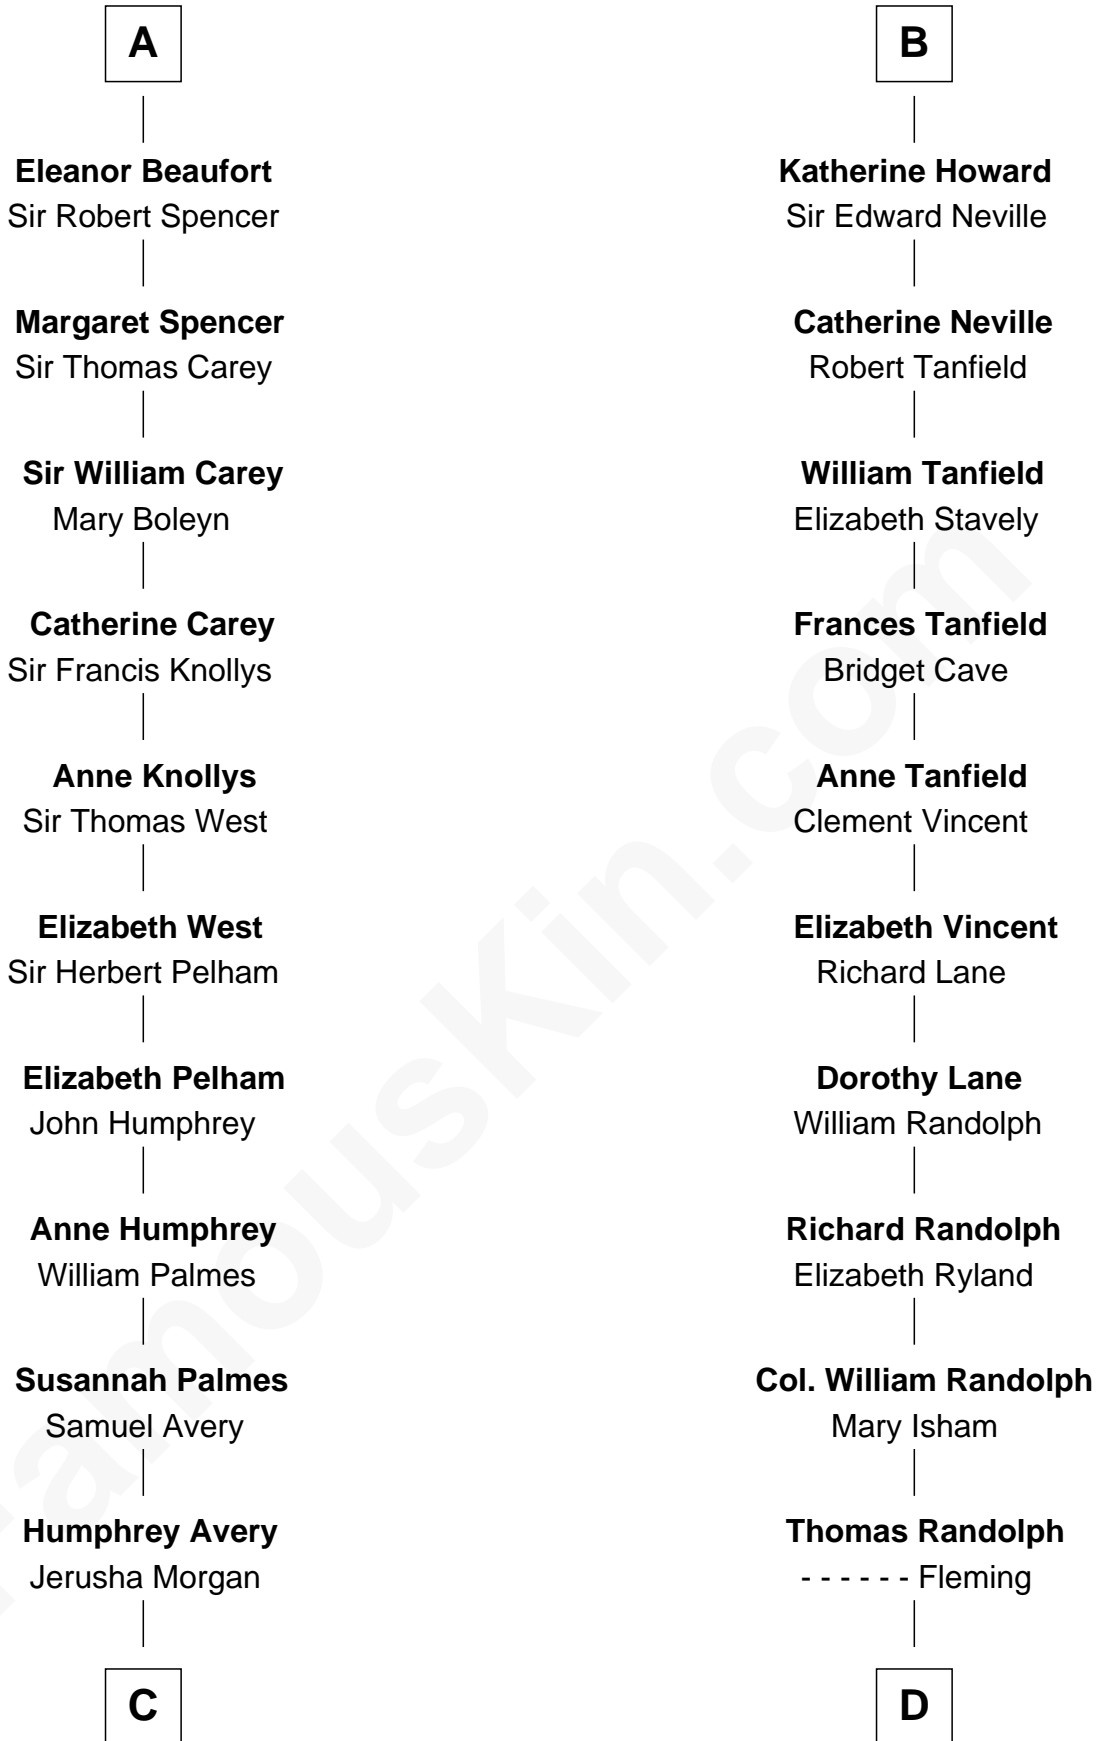 A
Eleanor Beaufort
Sir Robert Spencer
Margaret Spencer
Sir Thomas Carey
Sir William Carey
Mary Boleyn
Catherine Carey
Sir Francis Knollys
Anne Knollys
Sir Thomas West
Elizabeth West
Sir Herbert Pelham
Elizabeth Pelham
John Humphrey
Anne Humphrey
William Palmes
Susannah Palmes
Samuel Avery
Humphrey Avery
Jerusha Morgan
C
B
Katherine Howard
Sir Edward Neville
Catherine Neville
Robert Tanfield
William Tanfield
Elizabeth Stavely
Frances Tanfield
Bridget Cave
Anne Tanfield
Clement Vincent
Elizabeth Vincent
Richard Lane
Dorothy Lane
William Randolph
Richard Randolph
Elizabeth Ryland
Col. William Randolph
Mary Isham
Thomas Randolph
- - - - - - Fleming
D
FamousKin.com